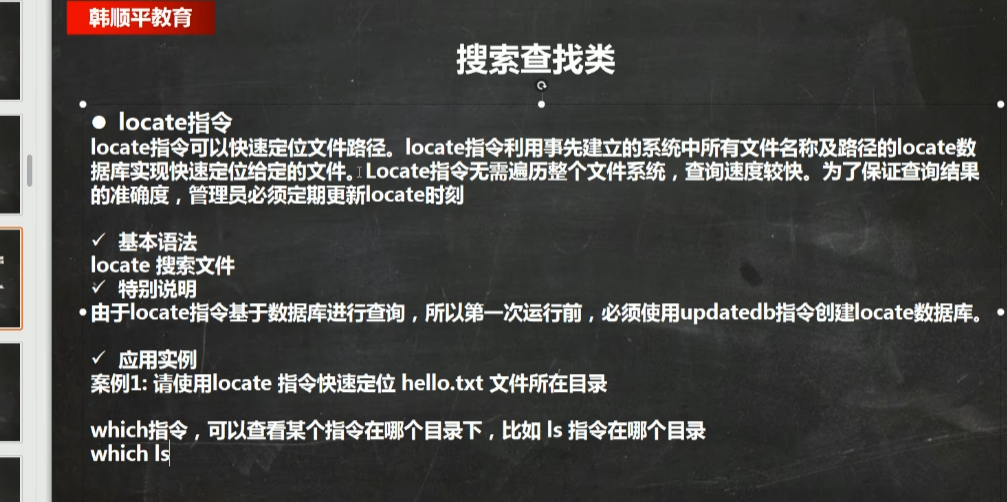 韩顺平教育
搜索查找类
● locate指令
locate指令可以快速定位文件路径。locate指令利用事先建立的系统中所有文件名称及路径的locate数
据库实现快速定位给定的文件。Locate指令无需遍历整个文件系统，查询速度较快。为了保证查询结果
的准确度，管理员必须定期更新locate时刻
✓ 基本语法
locate 搜索文件
✓ 特别说明
由于locate指令基于数据库进行查询，所以第一次运行前，必须使用updatedb指令创建locate数据库。
✓ 应用实例
案例1: 请使用locate 指令快速定位 hello.txt 文件所在目录
which指令，可以查看某个指令在哪个目录下，比如 ls 指令在哪个目录
which ls